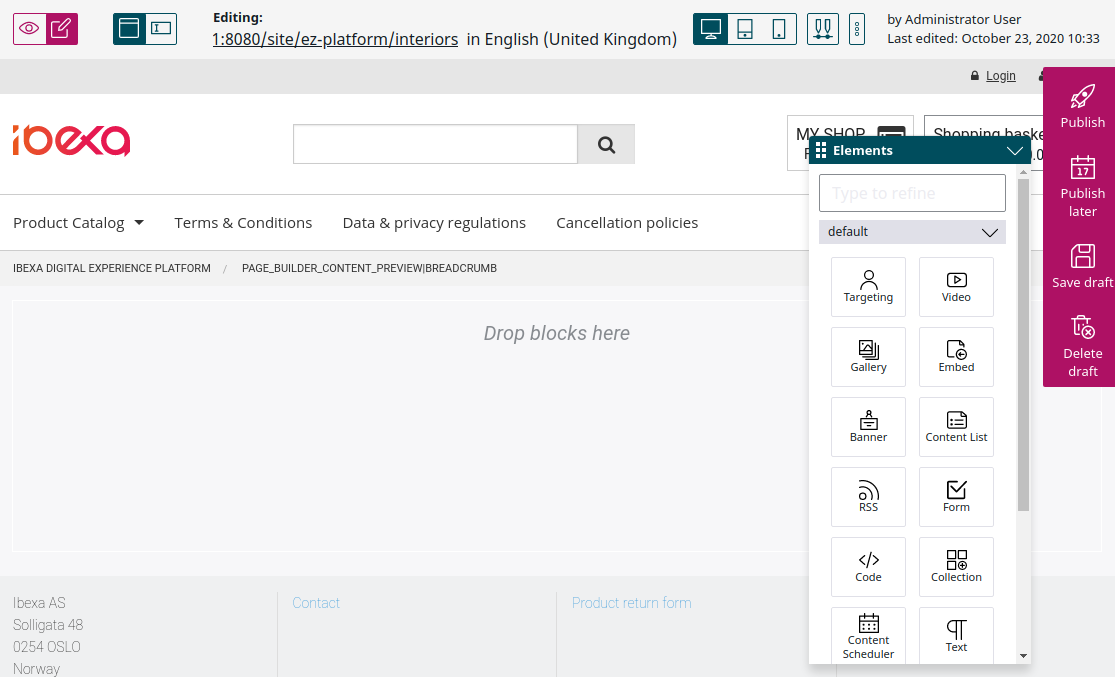 Editing:
1:8080/site/ez-platform/interiors in English (United Kingdom)
by Administrator User
Last edited: October 23, 2020 10:33
Login
ibexa
MY SHOP
Shopping baske
Publish
17
Publish
later
Save draft
Delete
draft
Product Catalog
Terms & Conditions
Data & privacy regulations
Cancellation policies
IBEXA DIGITAL EXPERIENCE PLATFORM / PAGE_BUILDER_CONTENT_PREVIEW|BREADCRUMB
Drop blocks here
Elements
Type to refine
default
Targeting
Video
Gallery
Embed
Banner
Content List
RSS
Form
Code
Collection
Content
Scheduler
Text
Ibexa AS
Solligata 48
0254 OSLO
Norway
Contact
Product return form